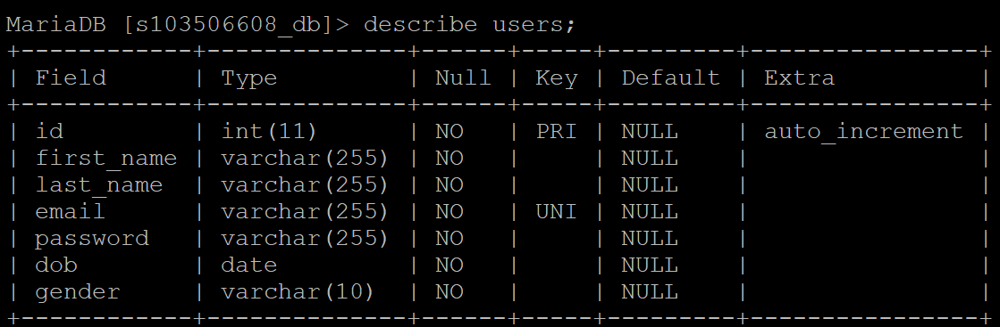 MariaDB [s103506608_db]> describe users;
+------------+--------------+------+-----+---------+----------------+
| Field      | Type         | Null | Key | Default | Extra          |
+------------+--------------+------+-----+---------+----------------+
| id         | int(11)      | NO   | PRI | NULL    | auto_increment |
| first_name | varchar(255) | NO   |     | NULL    |                |
| last_name  | varchar(255) | NO   |     | NULL    |                |
| email      | varchar(255) | NO   | UNI | NULL    |                |
| password   | varchar(255) | NO   |     | NULL    |                |
| dob        | date         | NO   |     | NULL    |                |
| gender     | varchar(10)  | NO   |     | NULL    |                |
+------------+--------------+------+-----+---------+----------------+